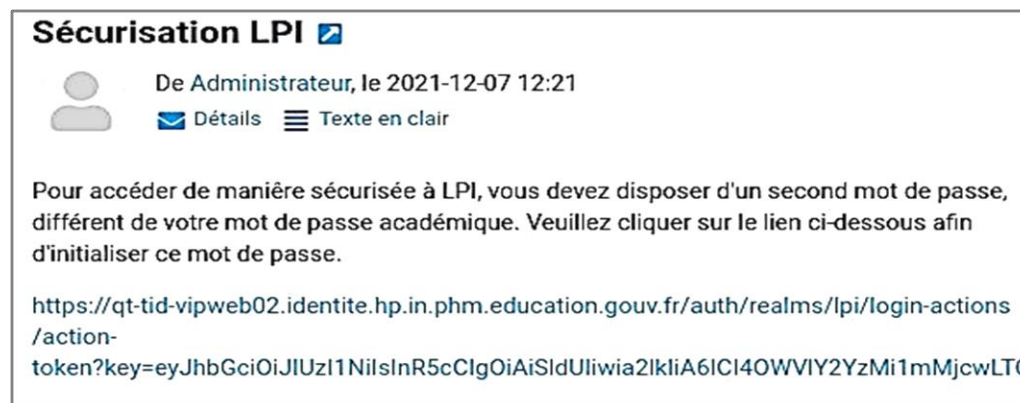 Sécurisation LPI
De Administrateur, le 2021-12-07 12:21
Détails Texte en clair
Pour accéder de manière sécurisée à LPI, vous devez disposer d'un second mot de passe,
différent de votre mot de passe académique. Veuillez cliquer sur le lien ci-dessous afin
d'initialiser ce mot de passe.
https://qt-tid-vipweb02.identite.hp.in.phm.education.gouv.fr/auth/realms/lpi/login-actions
/action-